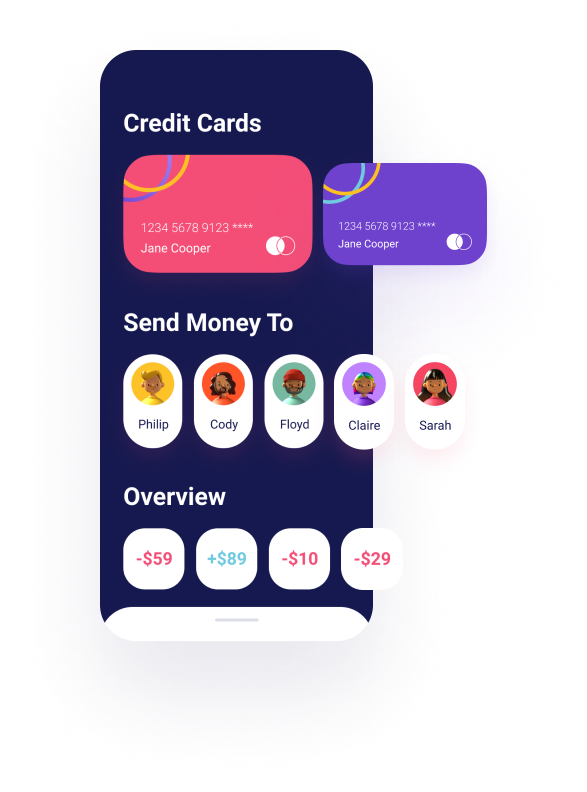 Credit Cards
1234 5678 9123 ****
Jane Cooper
1234 5678 9123 ****
Jane Cooper
Send Money To
Philip Cody Floyd Claire Sarah
Overview
-$59 +$89 -$10 -$29